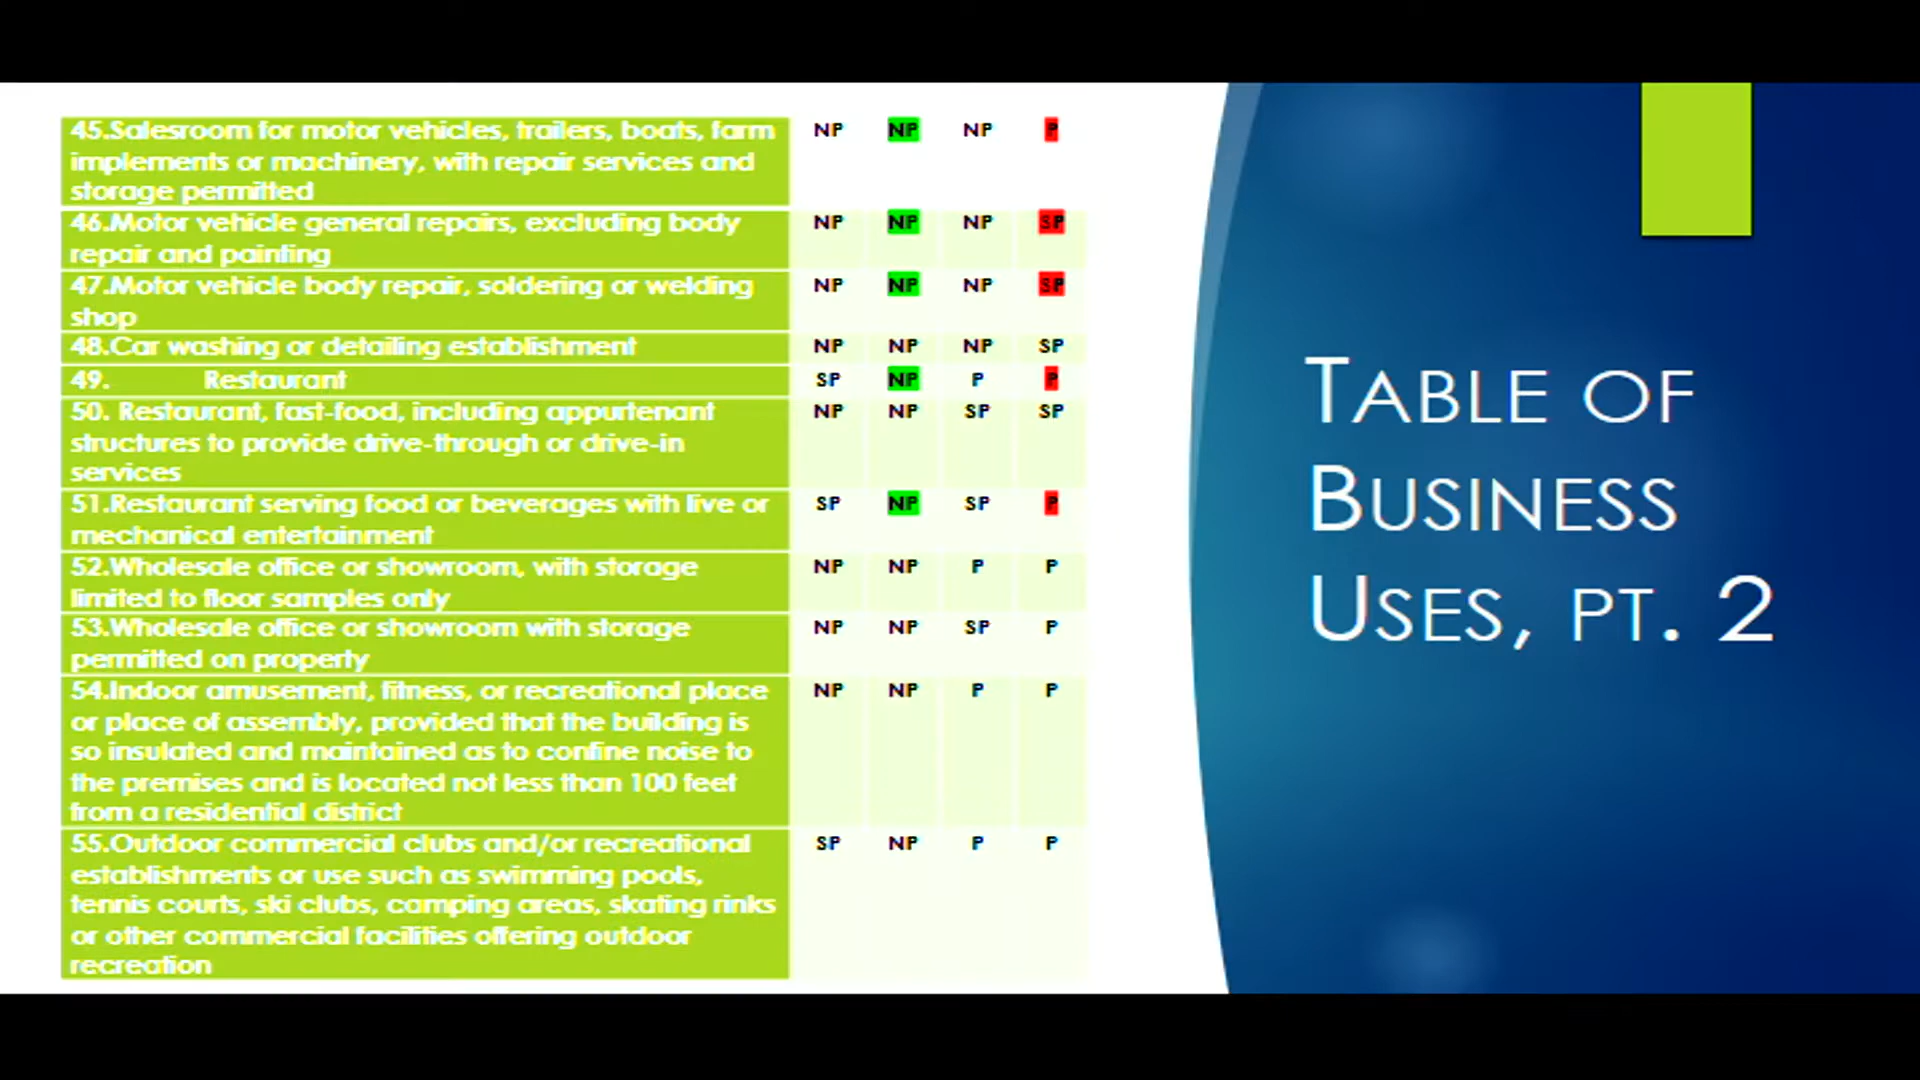 45.Salesroom for motor vehicles, trailers, boats, farm NP NP NP P
implements or machinery, with repair services and
storage permitted
46.Motor vehicle general repairs, excluding body NP NP NP SP
repair and painting
47.Motor vehicle body repair, soldering or welding NP NP NP SP
shop
48.Car washing or detailing establishment NP NP NP SP
49. Restaurant SP NP P P
50. Restaurant, fast-food, including appurtenant NP NP SP SP
structures to provide drive-through or drive-in
services
51.Restaurant serving food or beverages with live or SP NP SP P
mechanical entertainment
52.Wholesale office or showroom, with storage NP NP P P
limited to floor samples only
53.Wholesale office or showroom with storage NP NP SP P
permitted on property
54.Indoor amusement, fitness, or recreational place NP NP P P
or place of assembly, provided that the building is
so insulated and maintained as to confine noise to
the premises and is located not less than 100 feet
from a residential district
55.Outdoor commercial clubs and/or recreational SP NP P P
establishments or use such as swimming pools,
tennis courts, ski clubs, camping areas, skating rinks
or other commercial facilities offering outdoor
recreation
TABLE OF
BUSINESS
USES, PT. 2